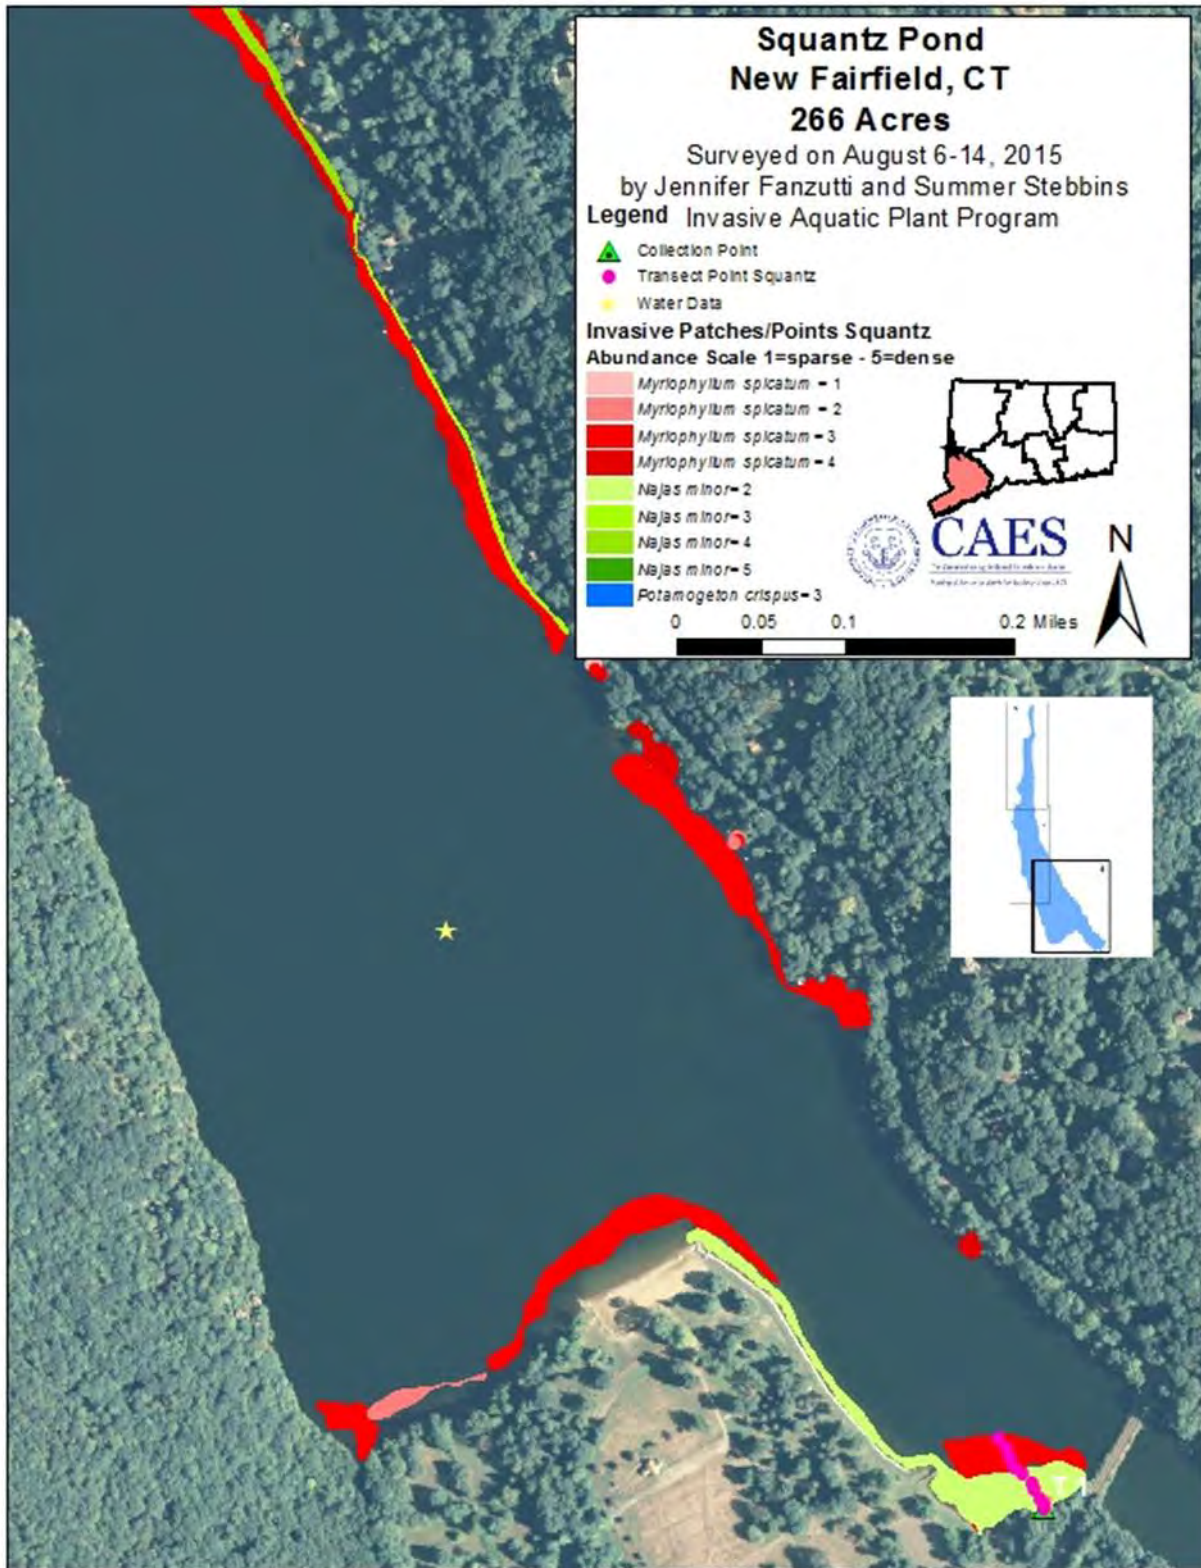 Squantz Pond
New Fairfield, CT
266 Acres
Surveyed on August 6-14, 2015
by Jennifer Fanzutti and Summer Stebbins
Legend Invasive Aquatic Plant Program
Collection Point
Transect Point Squantz
Water Data
Invasive Patches/Points Squantz
Abundance Scale 1=sparse - 5=dense
Myriophyllum spicatum = 1
Myriophyllum spicatum = 2
Myriophyllum spicatum = 3
Myriophyllum spicatum = 4
Najas minor= 2
Najas minor= 3
Najas minor= 4
Najas minor= 5
Potamogeton crispus= 3
CAES
N
0 0.05 0.1 0.2 Miles